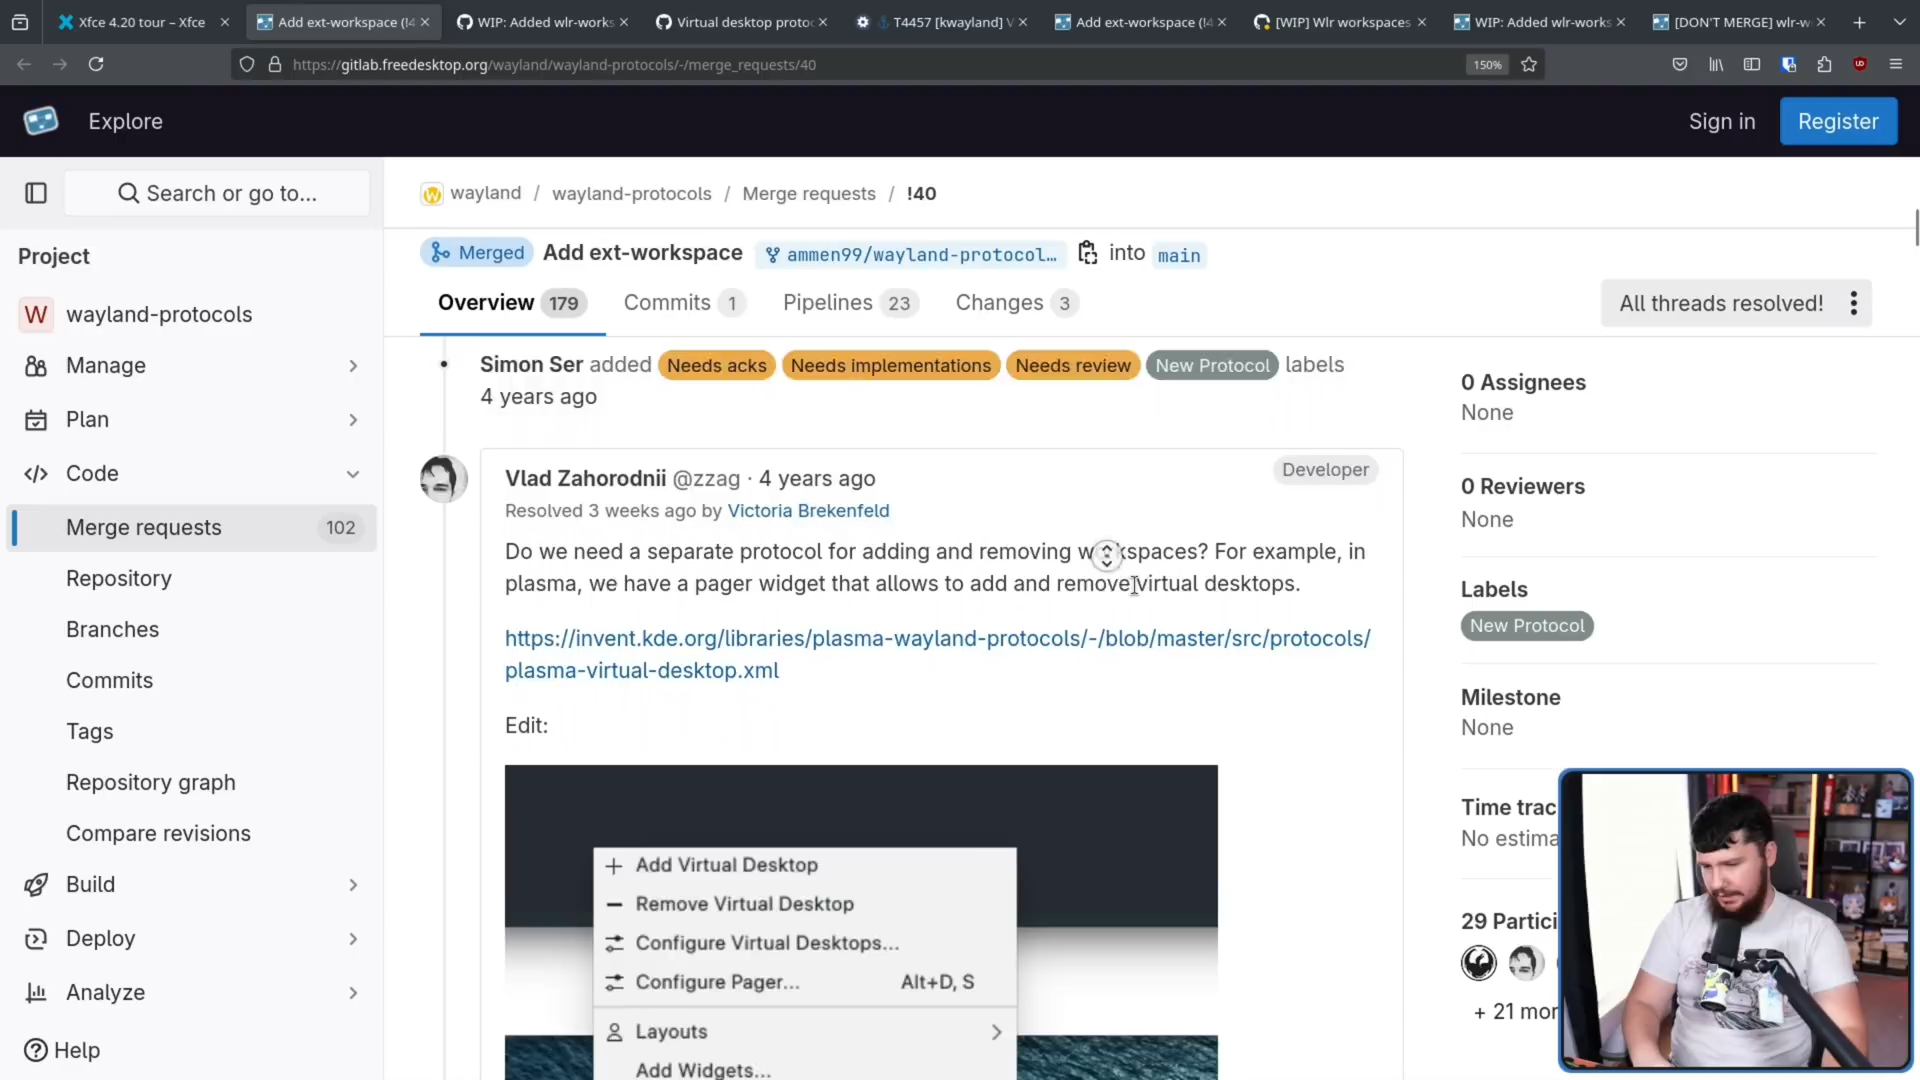 Xfce 4.20 tour – Xfce
Add ext-workspace (!4
WIP: Added wlr-works
Virtual desktop protoc
T4457 [kwayland] V
Add ext-workspace (!4
[WIP] Wlr workspaces
WIP: Added wlr-works
[DON'T MERGE] wlr-w
https://gitlab.freedesktop.org/wayland/wayland-protocols/-/merge_requests/40
150%
Explore
Sign in
Register
Search or go to...
wayland / wayland-protocols / Merge requests / !40
Project
Merged Add ext-workspace ammen99/wayland-protocol… into main
W wayland-protocols
Overview 179
Commits 1
Pipelines 23
Changes 3
All threads resolved!
Manage
Plan
Code
Merge requests 102
Repository
Branches
Commits
Tags
Repository graph
Compare revisions
Build
Deploy
Analyze
Help
Simon Ser added Needs acks Needs implementations Needs review New Protocol labels
4 years ago
Vlad Zahorodnii @zzag · 4 years ago
Developer
Resolved 3 weeks ago by Victoria Brekenfeld
Do we need a separate protocol for adding and removing workspaces? For example, in
plasma, we have a pager widget that allows to add and remove virtual desktops.
https://invent.kde.org/libraries/plasma-wayland-protocols/-/blob/master/src/protocols/
plasma-virtual-desktop.xml
Edit:
Add Virtual Desktop
Remove Virtual Desktop
Configure Virtual Desktops...
Configure Pager... Alt+D, S
Layouts
Add Widgets...
0 Assignees
None
0 Reviewers
None
Labels
New Protocol
Milestone
None
Time trac
No estima
29 Partici
+ 21 mor